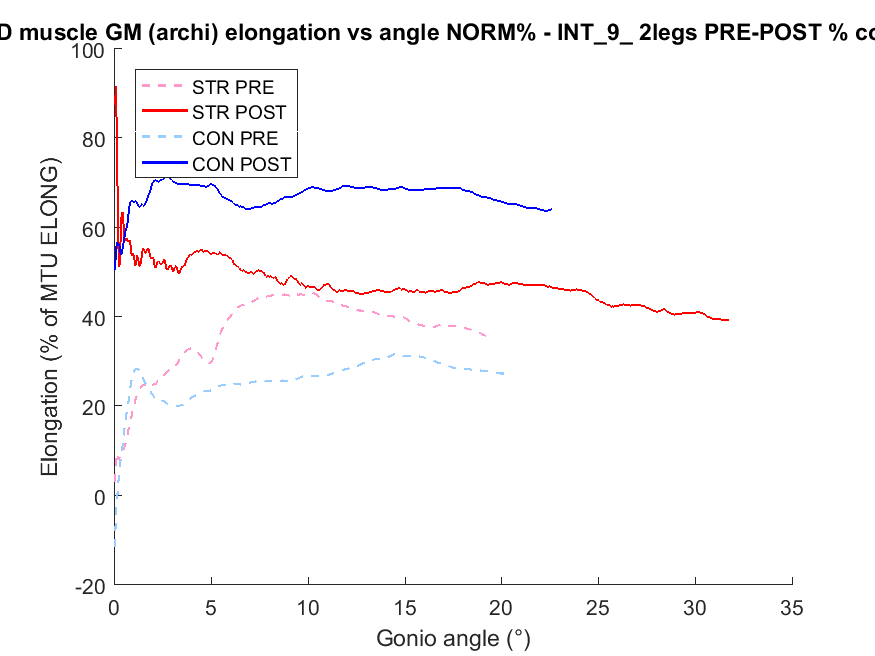 D muscle GM (archi) elongation vs angle NORM% - INT_9_ 2legs PRE-POST % co
100
80
60
40
20
0
-20
Elongation (% of MTU ELONG)
STR PRE
STR POST
CON PRE
CON POST
0 5 10 15 20 25 30 35
Gonio angle (°)